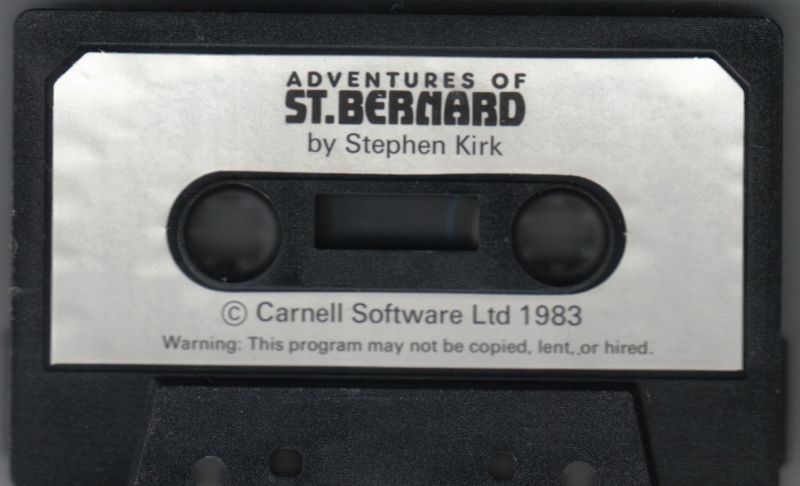 ADVENTURES OF
ST.BERNARD
by Stephen Kirk
© Carnell Software Ltd 1983
Warning: This program may not be copied, lent, or hired.